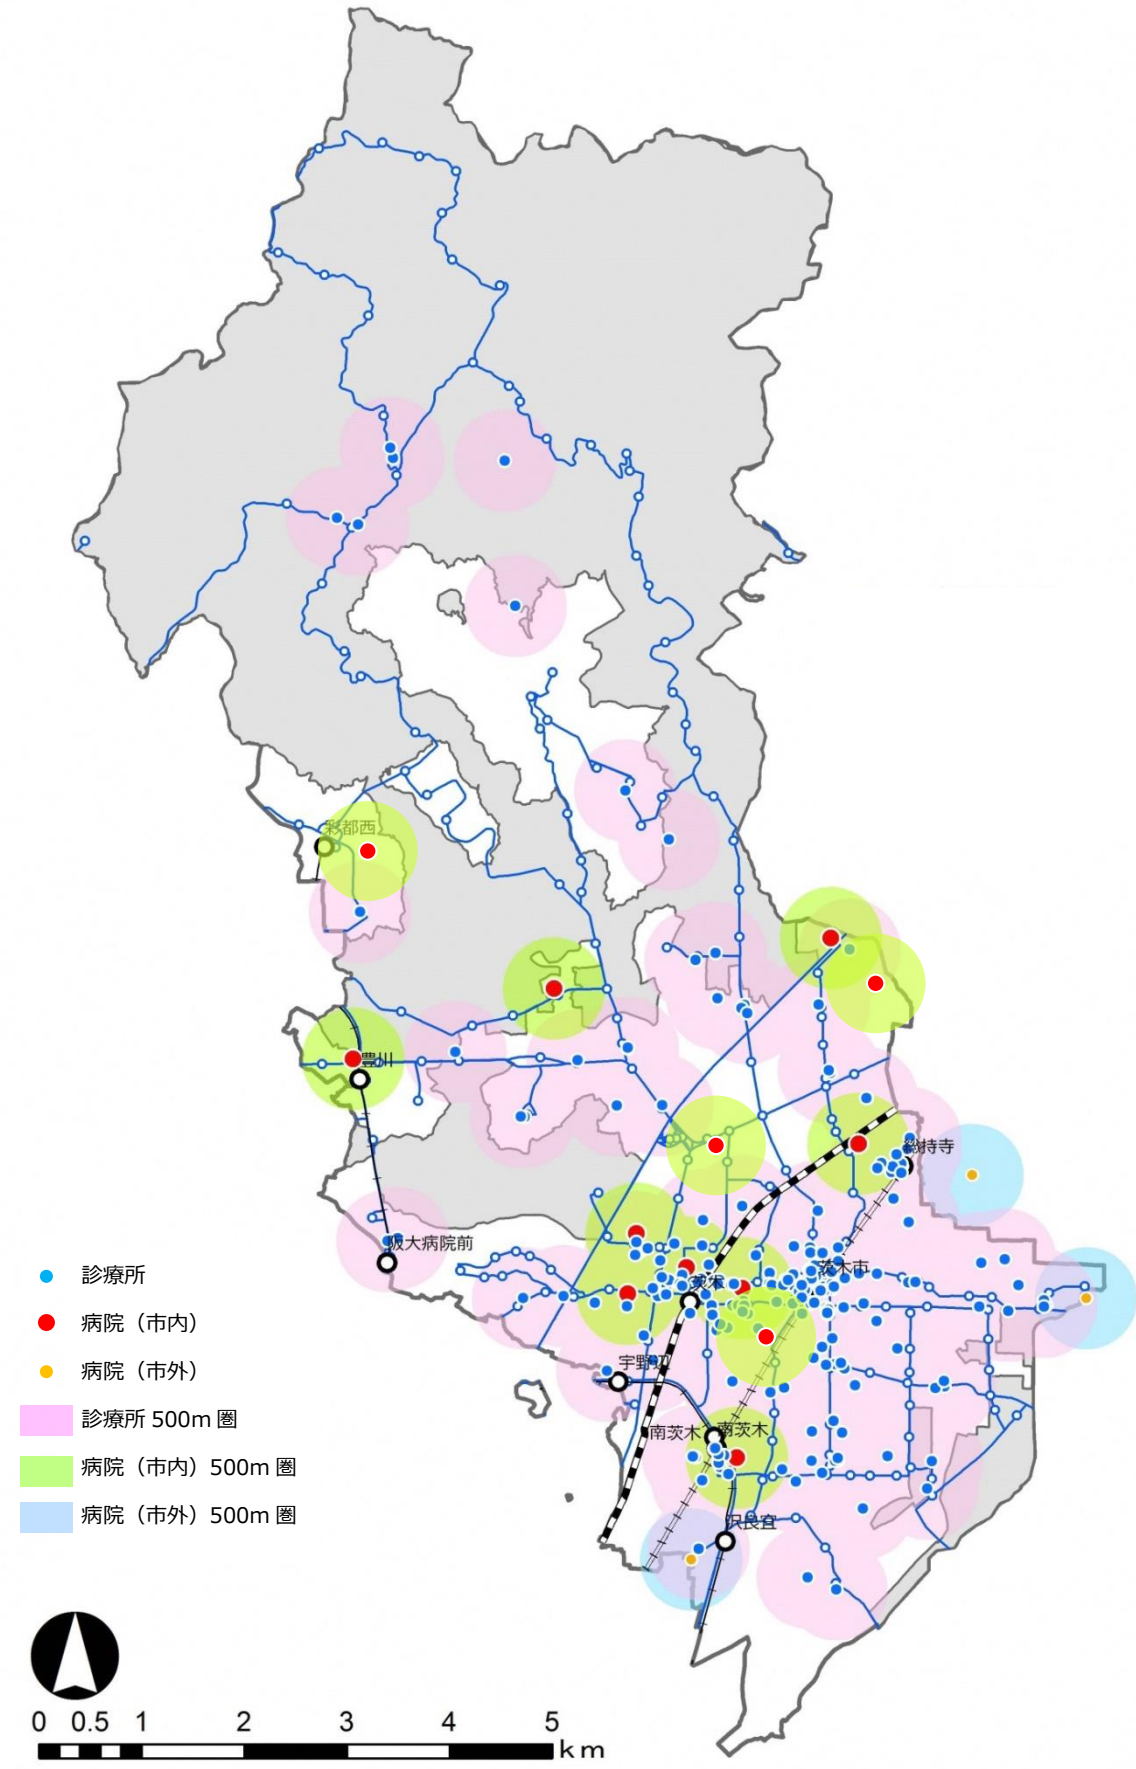 彩都西
豊川
総持寺
阪大病院前
茨木市
茨木
宇野辺
南茨木
南茨木
沢良宜
診療所
病院（市内）
病院（市外）
診療所 500m 圏
病院（市内）500m 圏
病院（市外）500m 圏
0 0.5 1 2 3 4 5
km